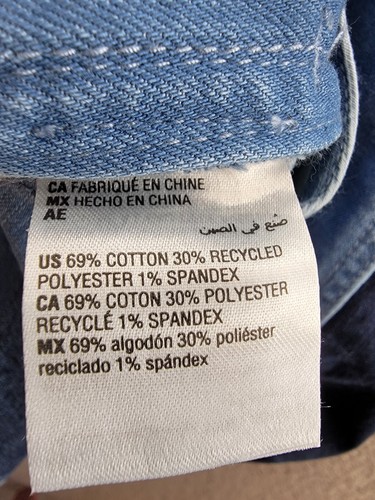 CA FABRIQUÉ EN CHINE
MX HECHO EN CHINA
AE
صنع في الصين
US 69% COTTON 30% RECYCLED
POLYESTER 1% SPANDEX
CA 69% COTON 30% POLYESTER
RECYCLÉ 1% SPANDEX
MX 69% algodón 30% poliéster
reciclado 1% spándex